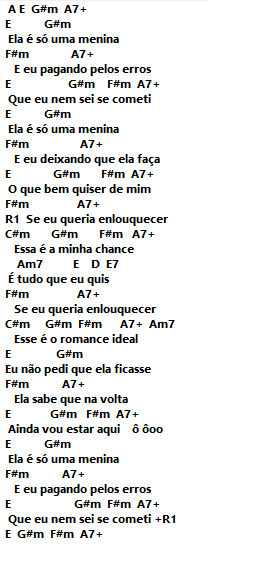 A E  G#m  A7+
E          G#m
Ela é só uma menina
F#m            A7+
E eu pagando pelos erros
E                 G#m    F#m  A7+
Que eu nem sei se cometi
E          G#m
Ela é só uma menina
F#m               A7+
E eu deixando que ela faça
E             G#m      F#m  A7+
O que bem quiser de mim
F#m              A7+
R1  Se eu queria enlouquecer
C#m      G#m      F#m   A7+
Essa é a minha chance
Am7         E    D  E7
É tudo que eu quis
F#m              A7+
Se eu queria enlouquecer
C#m     G#m  F#m     A7+  Am7
Esse é o romance ideal
E              G#m
Eu não pedi que ela ficasse
F#m          A7+
Ela sabe que na volta
E            G#m   F#m  A7+
Ainda vou estar aqui    ô ôoo
E          G#m
Ela é só uma menina
F#m          A7+
E eu pagando pelos erros
E                   G#m  F#m  A7+
Que eu nem sei se cometi +R1
E  G#m  F#m  A7+